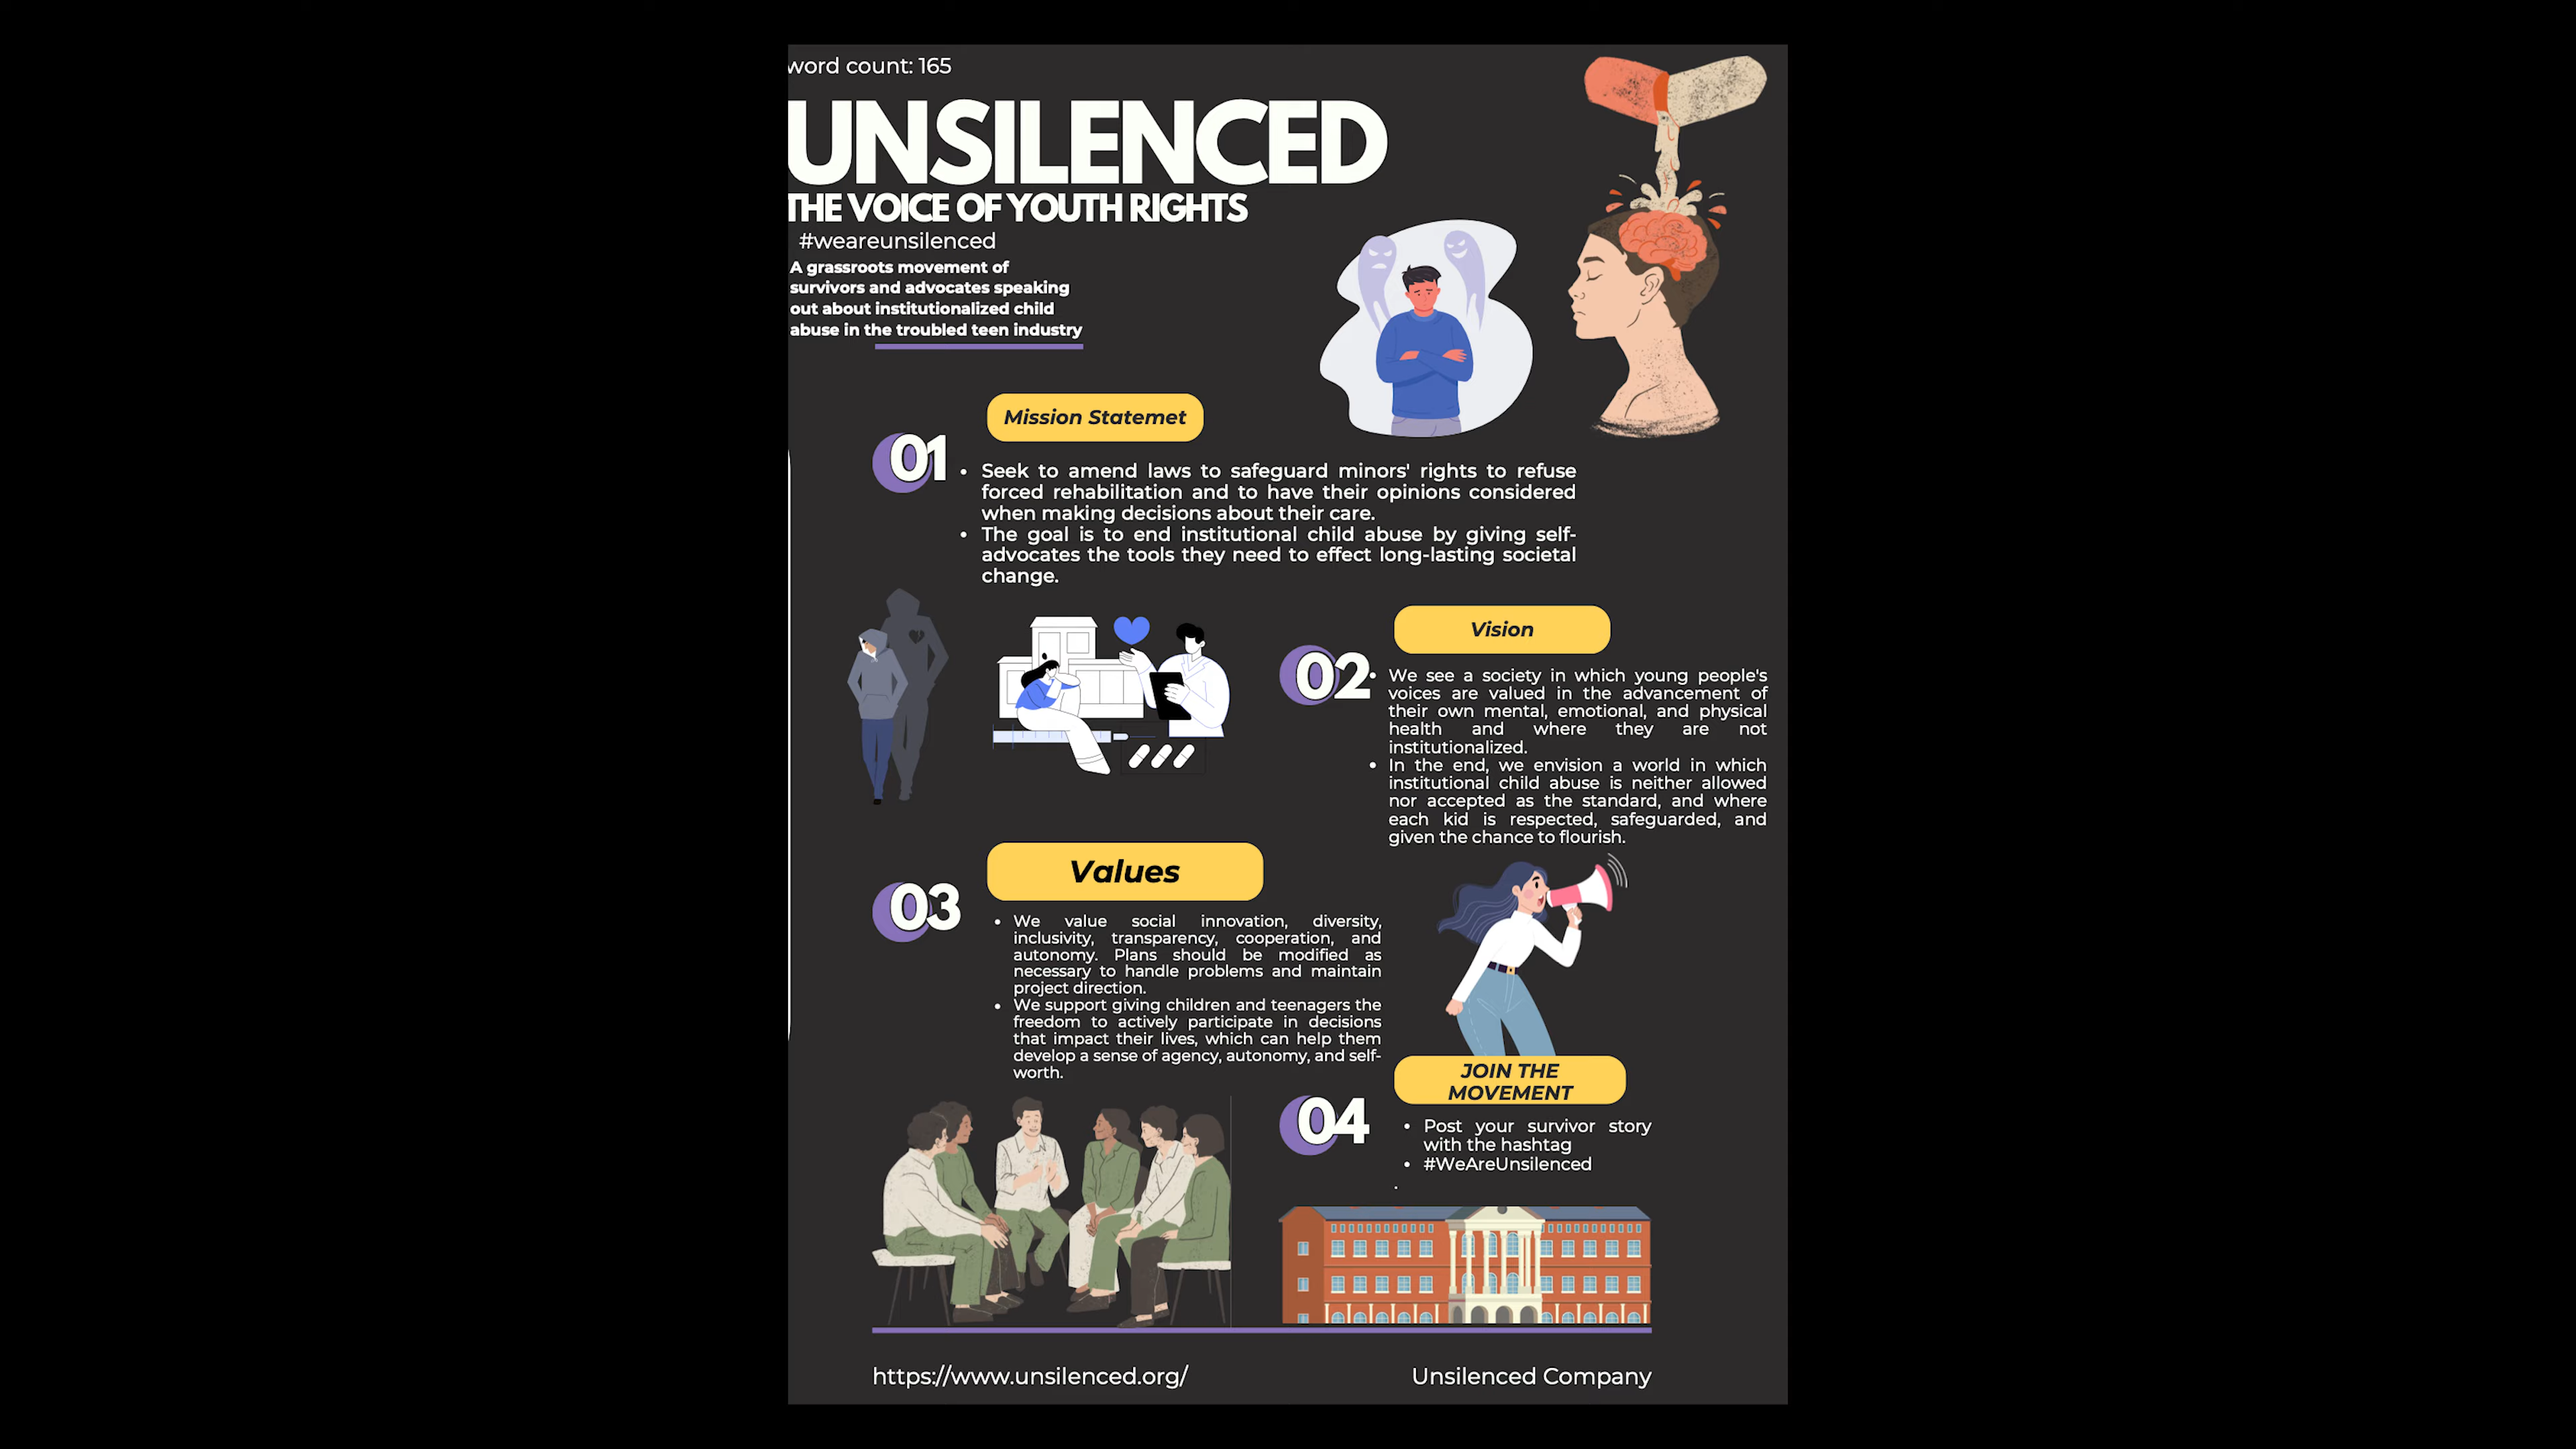 word count: 165
UNSILENCED
THE VOICE OF YOUTH RIGHTS
#weareunsilenced
A grassroots movement of
survivors and advocates speaking
out about institutionalized child
abuse in the troubled teen industry
Mission Statemet
01
• Seek to amend laws to safeguard minors' rights to refuse
forced rehabilitation and to have their opinions considered
when making decisions about their care.
• The goal is to end institutional child abuse by giving self-
advocates the tools they need to effect long-lasting societal
change.
Vision
02
• We see a society in which young people's
voices are valued in the advancement of
their own mental, emotional, and physical
health and where they are not
institutionalized.
• In the end, we envision a world in which
institutional child abuse is neither allowed
nor accepted as the standard, and where
each kid is respected, safeguarded, and
given the chance to flourish.
Values
03
• We value social innovation, diversity,
inclusivity, transparency, cooperation, and
autonomy. Plans should be modified as
necessary to handle problems and maintain
project direction.
• We support giving children and teenagers the
freedom to actively participate in decisions
that impact their lives, which can help them
develop a sense of agency, autonomy, and self-
worth.
JOIN THE
MOVEMENT
04
• Post your survivor story
with the hashtag
• #WeAreUnsilenced
.
https://www.unsilenced.org/
Unsilenced Company